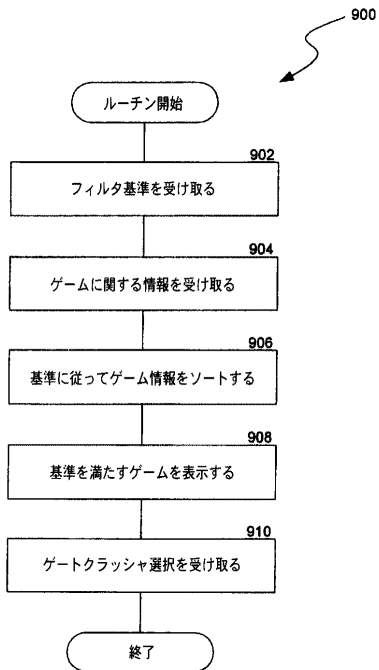 900
ルーチン開始
902
フィルタ基準を受け取る
904
ゲームに関する情報を受け取る
906
基準に従ってゲーム情報をソートする
908
基準を満たすゲームを表示する
910
ゲートクラッシャ選択を受け取る
終了